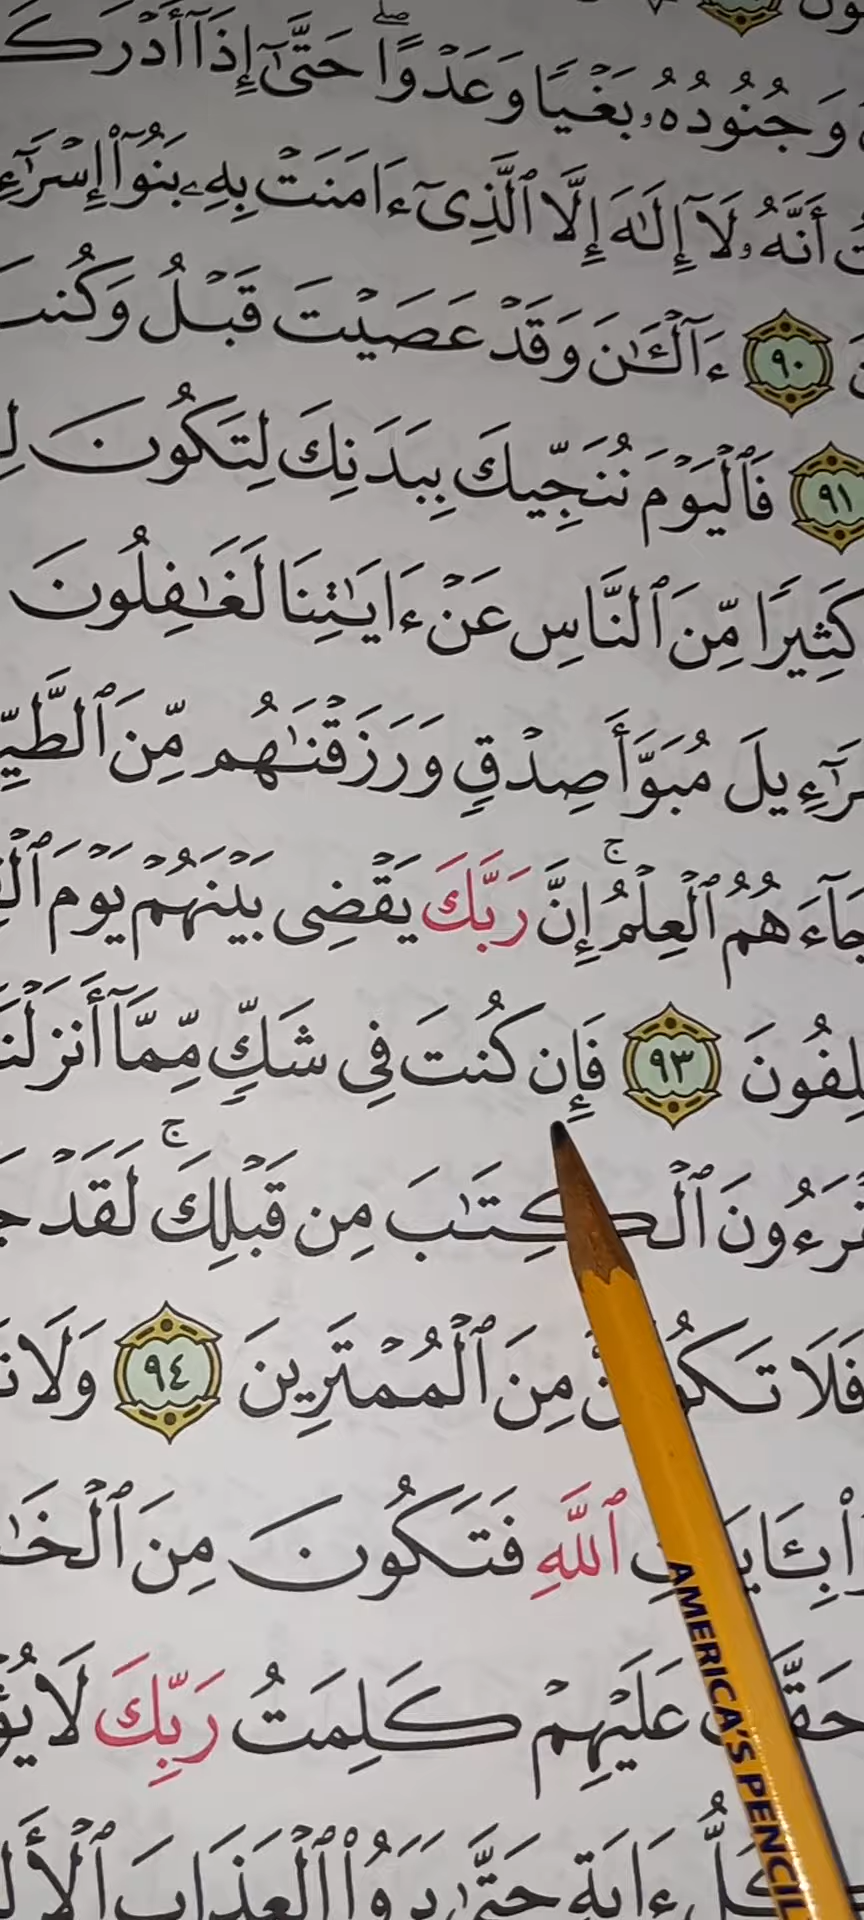 وَجُنُودُهُۥ بَغْيًا وَعَدْوًا ۖ حَتَّىٰٓ إِذَآ أَدْرَكَ
أَنَّهُۥ لَآ إِلَـٰهَ إِلَّا ٱلَّذِىٓ ءَامَنَتْ بِهِۦ بَنُوٓا۟ إِسْرَٰٓءِ
٩٠ ءَآلْـَٔـٰنَ وَقَدْ عَصَيْتَ قَبْلُ وَكُنتَ
٩١ فَٱلْيَوْمَ نُنَجِّيكَ بِبَدَنِكَ لِتَكُونَ
كَثِيرًا مِّنَ ٱلنَّاسِ عَنْ ءَايَـٰتِنَا لَغَـٰفِلُونَ
رَٰٓءِيلَ مُبَوَّأَ صِدْقٍ وَرَزَقْنَـٰهُم مِّنَ ٱلطَّيِّ
جَآءَهُمُ ٱلْعِلْمُ ۚ إِنَّ رَبَّكَ يَقْضِى بَيْنَهُمْ يَوْمَ ٱلْ
لِفُونَ ٩٣ فَإِن كُنتَ فِى شَكٍّ مِّمَّآ أَنزَلْنَ
رَءُونَ ٱلْكِتَـٰبَ مِن قَبْلِكَ ۚ لَقَدْ جَ
فَلَا تَكُونَنَّ مِنَ ٱلْمُمْتَرِينَ ٩٤ وَلَا تَ
بِـَٔايَـٰتِ ٱللَّهِ فَتَكُونَ مِنَ ٱلْخَـٰ
حَقَّتْ عَلَيْهِمْ كَلِمَتُ رَبِّكَ لَا يُؤْ
كُلُّ ءَايَةٍ حَتَّىٰ يَرَوُا۟ ٱلْعَذَابَ ٱلْأَلِ
AMERICA'S PENCIL